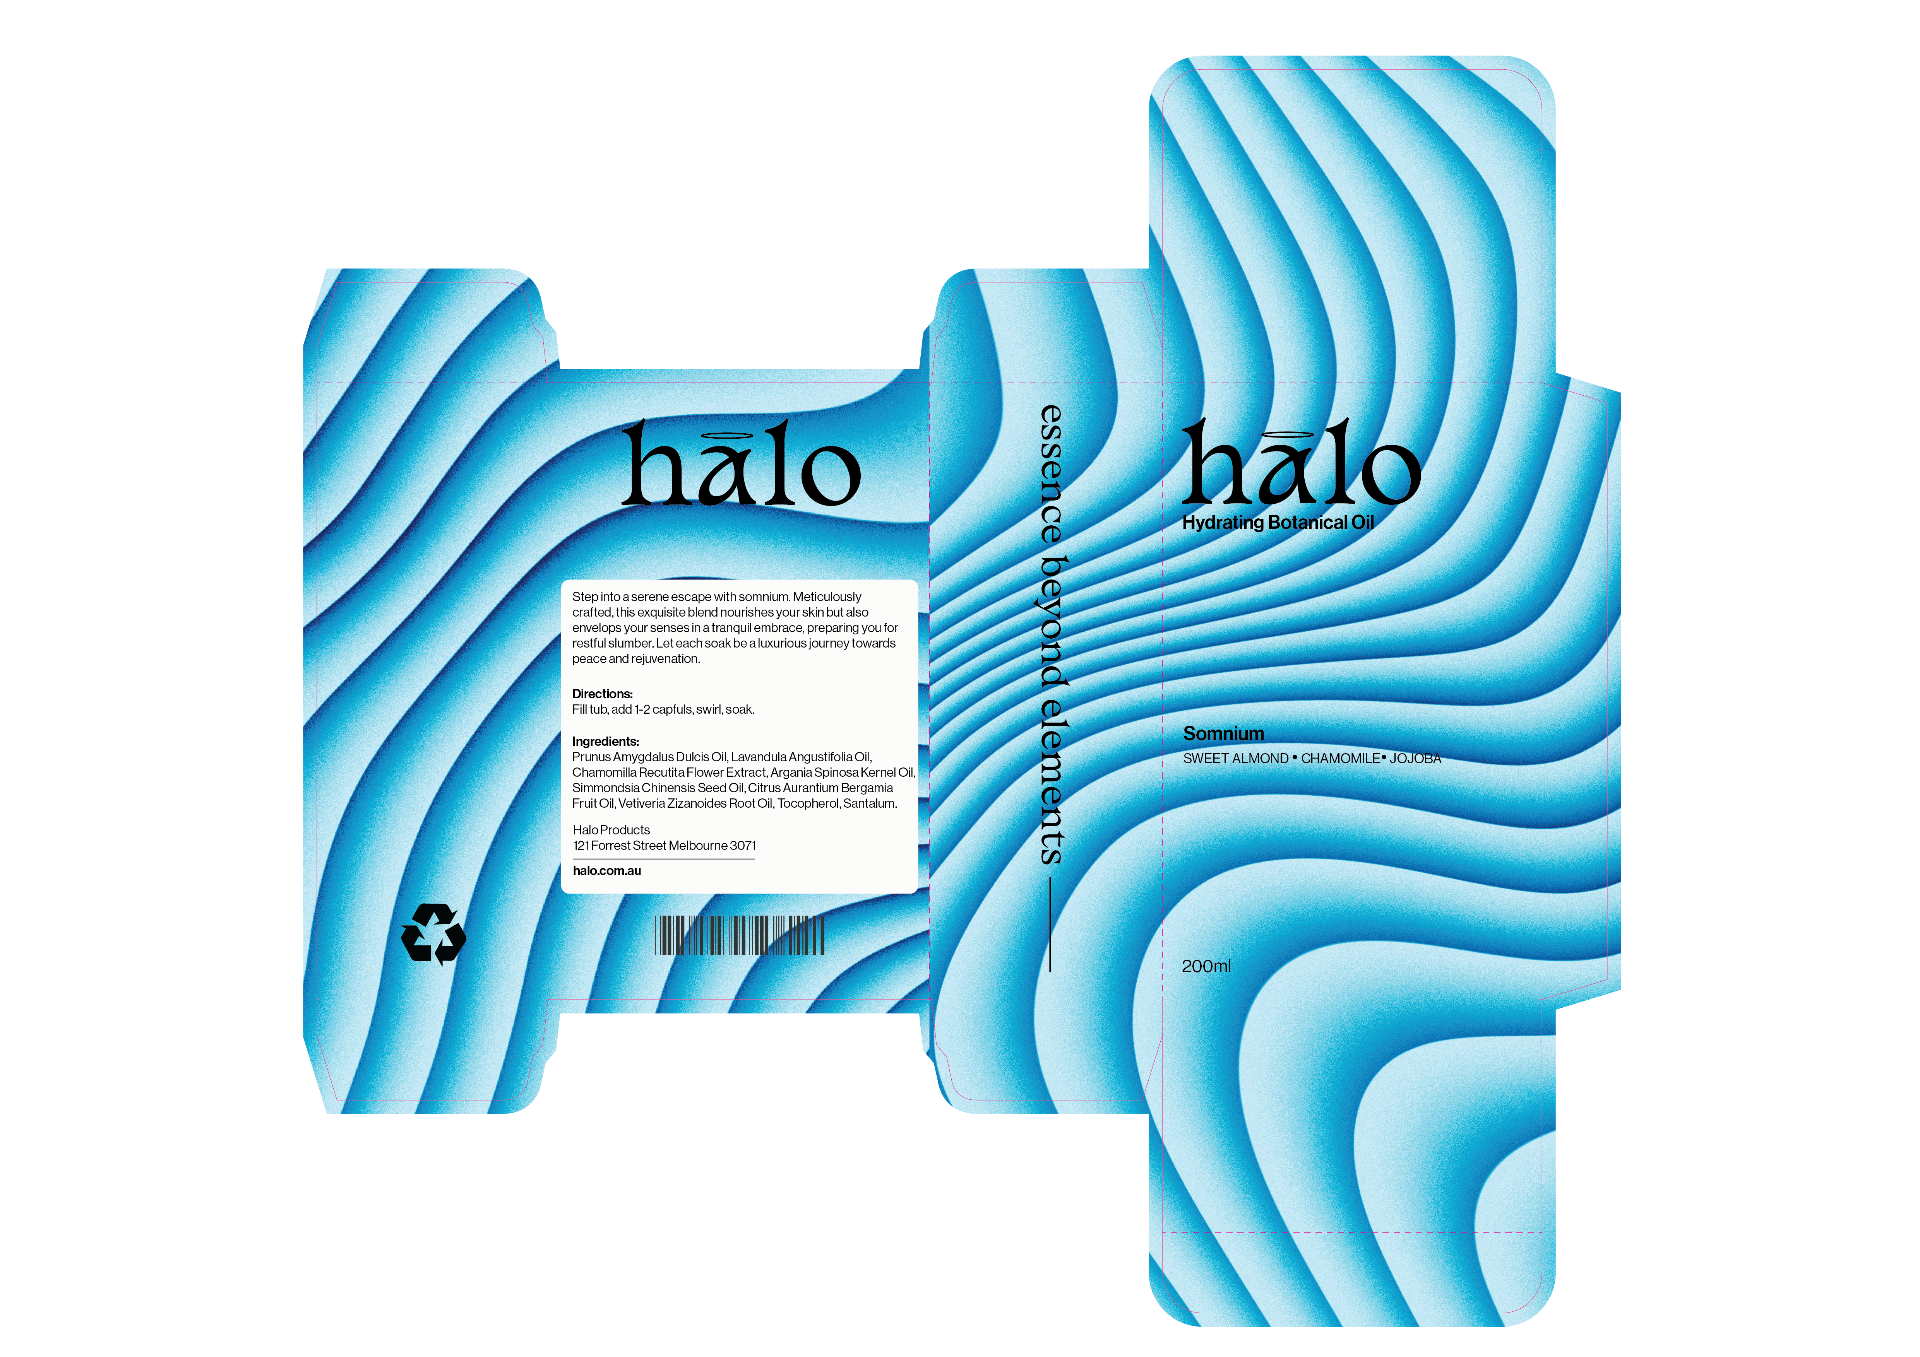 hālo
Step into a serene escape with somnium. Meticulously
crafted, this exquisite blend nourishes your skin but also
envelops your senses in a tranquil embrace, preparing you for
restful slumber. Let each soak be a luxurious journey towards
peace and rejuvenation.
Directions:
Fill tub, add 1-2 capfuls, swirl, soak.
Ingredients:
Prunus Amygdalus Dulcis Oil, Lavandula Angustifolia Oil,
Chamomilla Recutita Flower Extract, Argania Spinosa Kernel Oil,
Simmondsia Chinensis Seed Oil, Citrus Aurantium Bergamia
Fruit Oil, Vetiveria Zizanoides Root Oil, Tocopherol, Santalum.
Halo Products
121 Forrest Street Melbourne 3071
halo.com.au
essence beyond elements
hālo
Hydrating Botanical Oil
Somnium
SWEET ALMOND • CHAMOMILE• JOJOBA
200ml